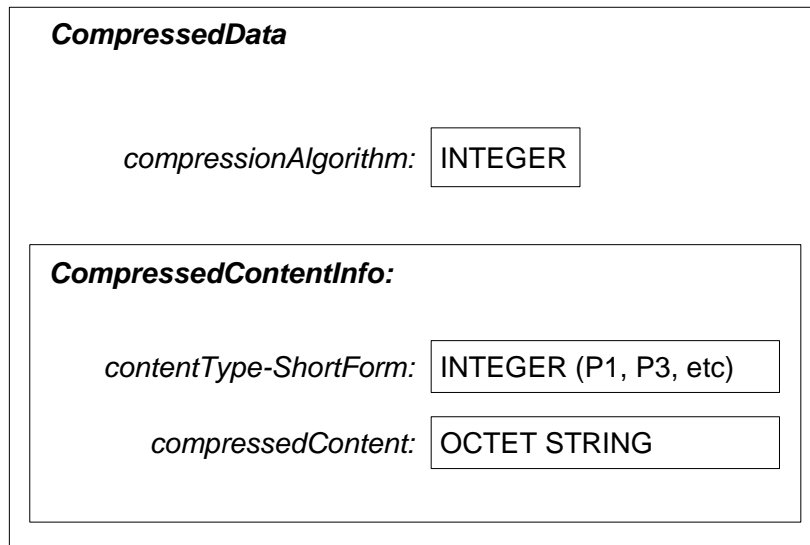 CompressedData
compressionAlgorithm: INTEGER
CompressedContentInfo:
contentType-ShortForm: INTEGER (P1, P3, etc)
compressedContent: OCTET STRING